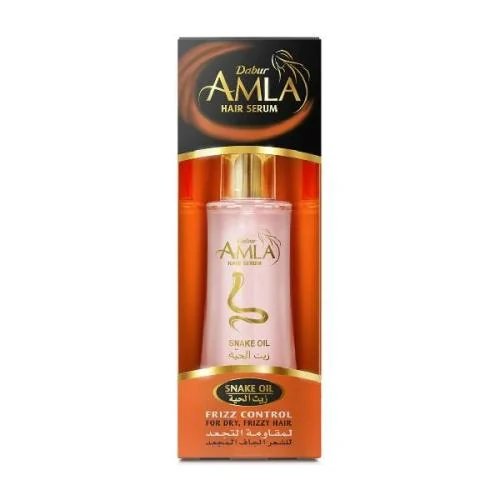 Dabur
AMLA
HAIR SERUM
Dabur
AMLA
HAIR SERUM
SNAKE OIL
زيت الحية
SNAKE OIL
زيت الحية
FRIZZ CONTROL
FOR DRY, FRIZZY HAIR
لمقاومة التجعد
للشعر الجاف المجعد